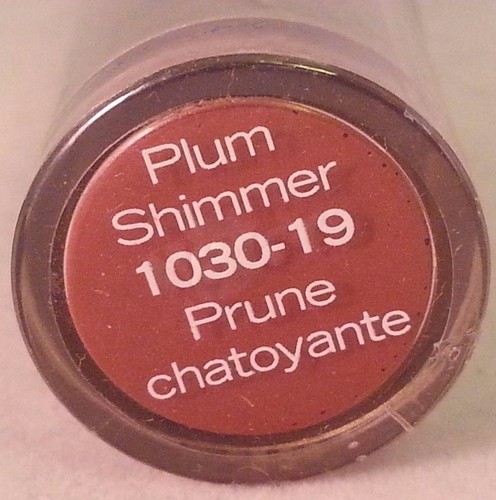 Plum
Shimmer
1030-19
Prune
chatoyante